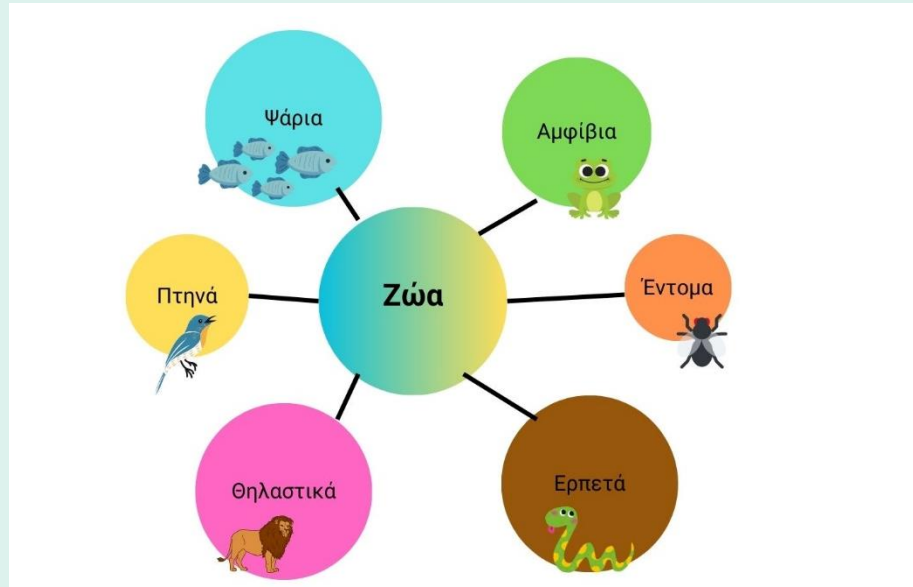 Ψάρια
Αμφίβια
Πτηνά
Ζώα
Έντομα
Θηλαστικά
Ερπετά